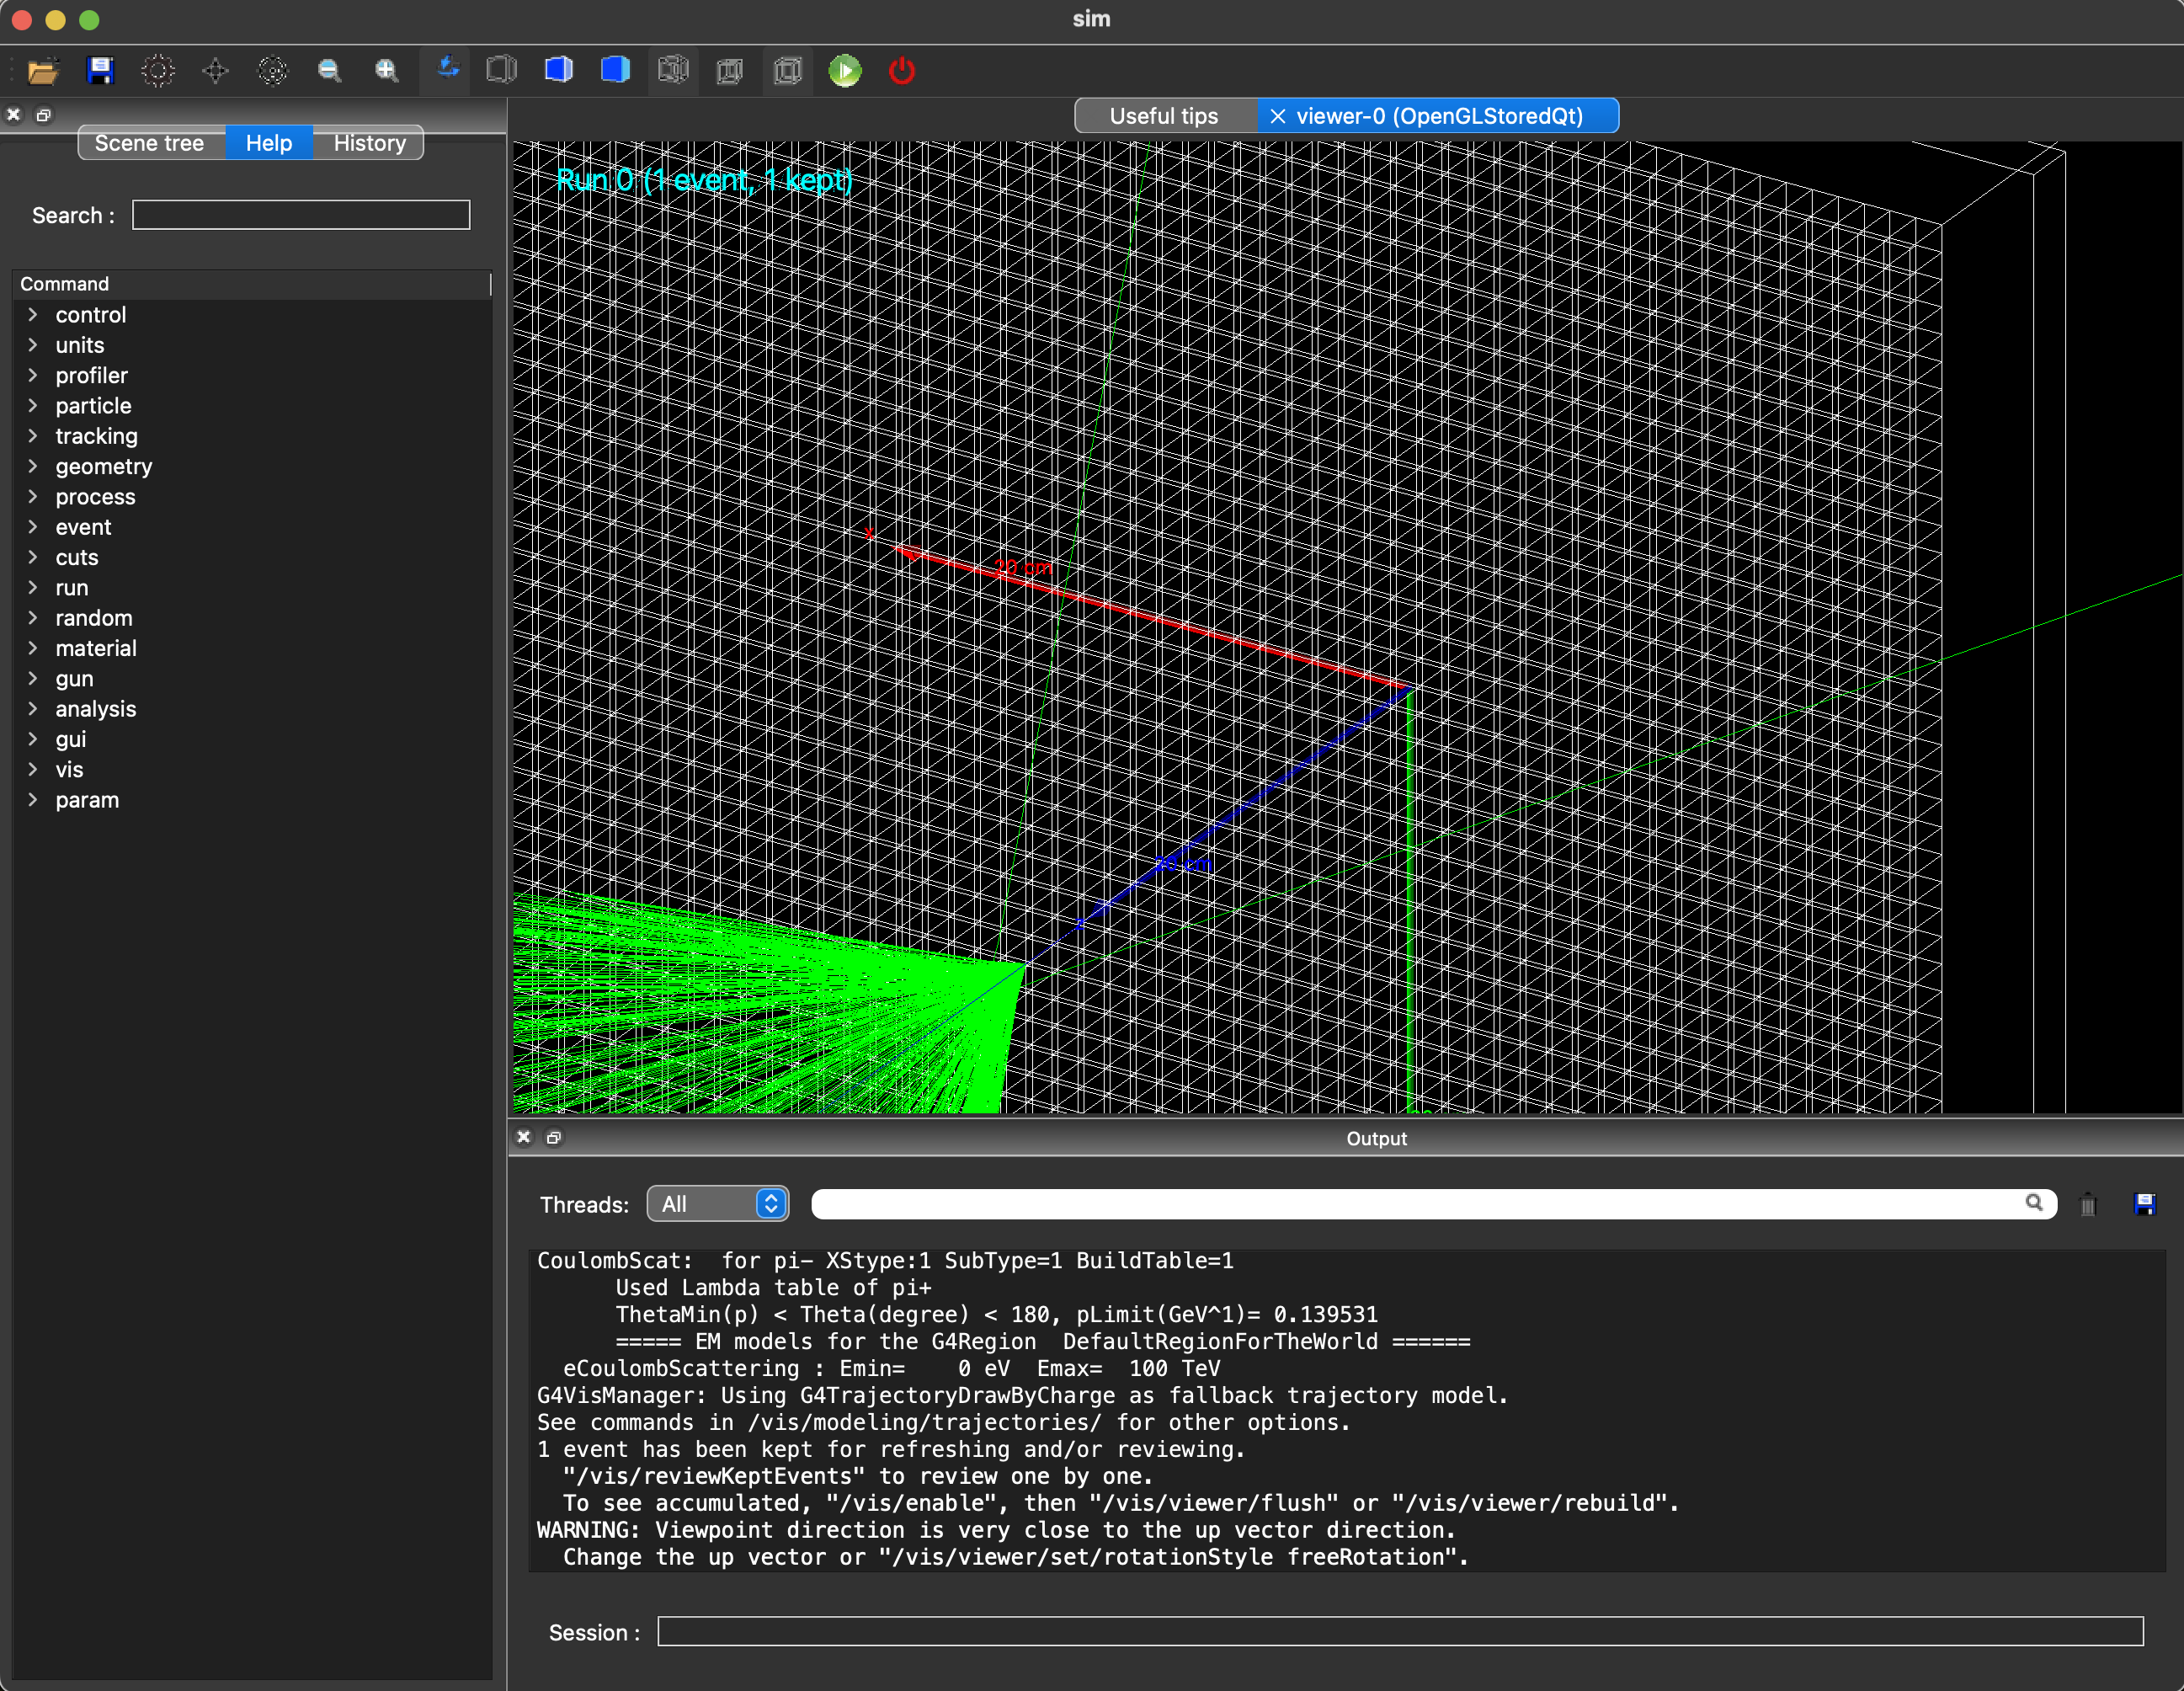 sim
Scene tree
Help
History
Useful tips
viewer-0 (OpenGLStoredQt)
Search :
Command
control
units
profiler
particle
tracking
geometry
process
event
cuts
run
random
material
gun
analysis
gui
vis
param
Run 0 (1 event, 1 kept)
x
20 cm
20 cm
z
Output
Threads:
All
CoulombScat:  for pi- XStype:1 SubType=1 BuildTable=1
Used Lambda table of pi+
ThetaMin(p) < Theta(degree) < 180, pLimit(GeV^1)= 0.139531
===== EM models for the G4Region  DefaultRegionForTheWorld ======
eCoulombScattering : Emin=    0 eV  Emax=  100 TeV
G4VisManager: Using G4TrajectoryDrawByCharge as fallback trajectory model.
See commands in /vis/modeling/trajectories/ for other options.
1 event has been kept for refreshing and/or reviewing.
"/vis/reviewKeptEvents" to review one by one.
To see accumulated, "/vis/enable", then "/vis/viewer/flush" or "/vis/viewer/rebuild".
WARNING: Viewpoint direction is very close to the up vector direction.
Change the up vector or "/vis/viewer/set/rotationStyle freeRotation".
Session :